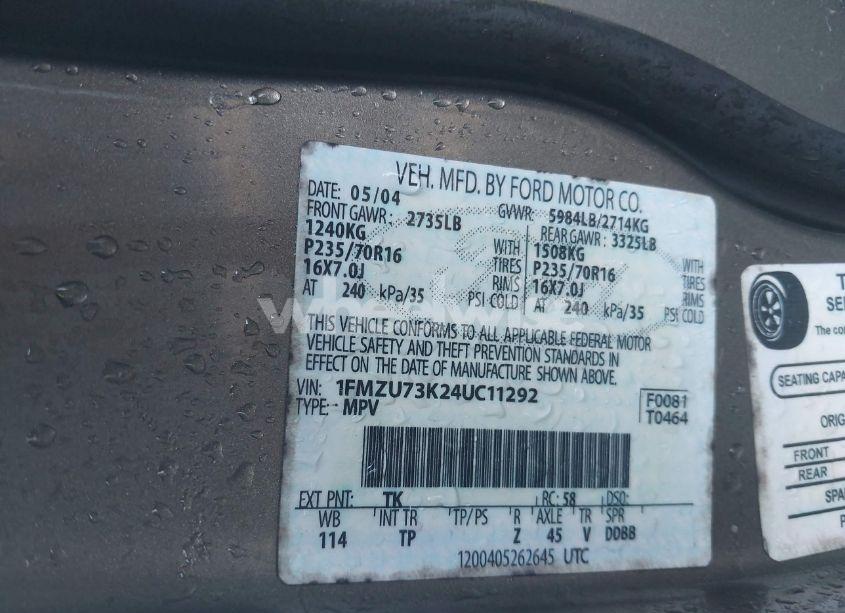 VEH. MFD. BY FORD MOTOR CO.
DATE: 05/04 GVWR: 5984LB/2714KG
FRONT GAWR: 2735LB REAR GAWR: 3325LB
1240KG WITH 1508KG WITH
P235/70R16 TIRES P235/70R16 TIRES
16X7.0J RIMS 16X7.0J RIMS
AT 240 kPa/35 PSI COLD AT 240 kPa/35 PSI COLD
THIS VEHICLE CONFORMS TO ALL APPLICABLE FEDERAL MOTOR
VEHICLE SAFETY AND THEFT PREVENTION STANDARDS IN
EFFECT ON THE DATE OF MANUFACTURE SHOWN ABOVE.
VIN: 1FMZU73K24UC11292 F0081
TYPE: MPV T0464
EXT PNT: TK RC: 58 DSO:
WB INT TR TP/PS R AXLE TR SPR
114 TP Z 45 V DDBB
1200405262645 UTC
SEATING CAPA
ORIG
FRONT
REAR
SPA